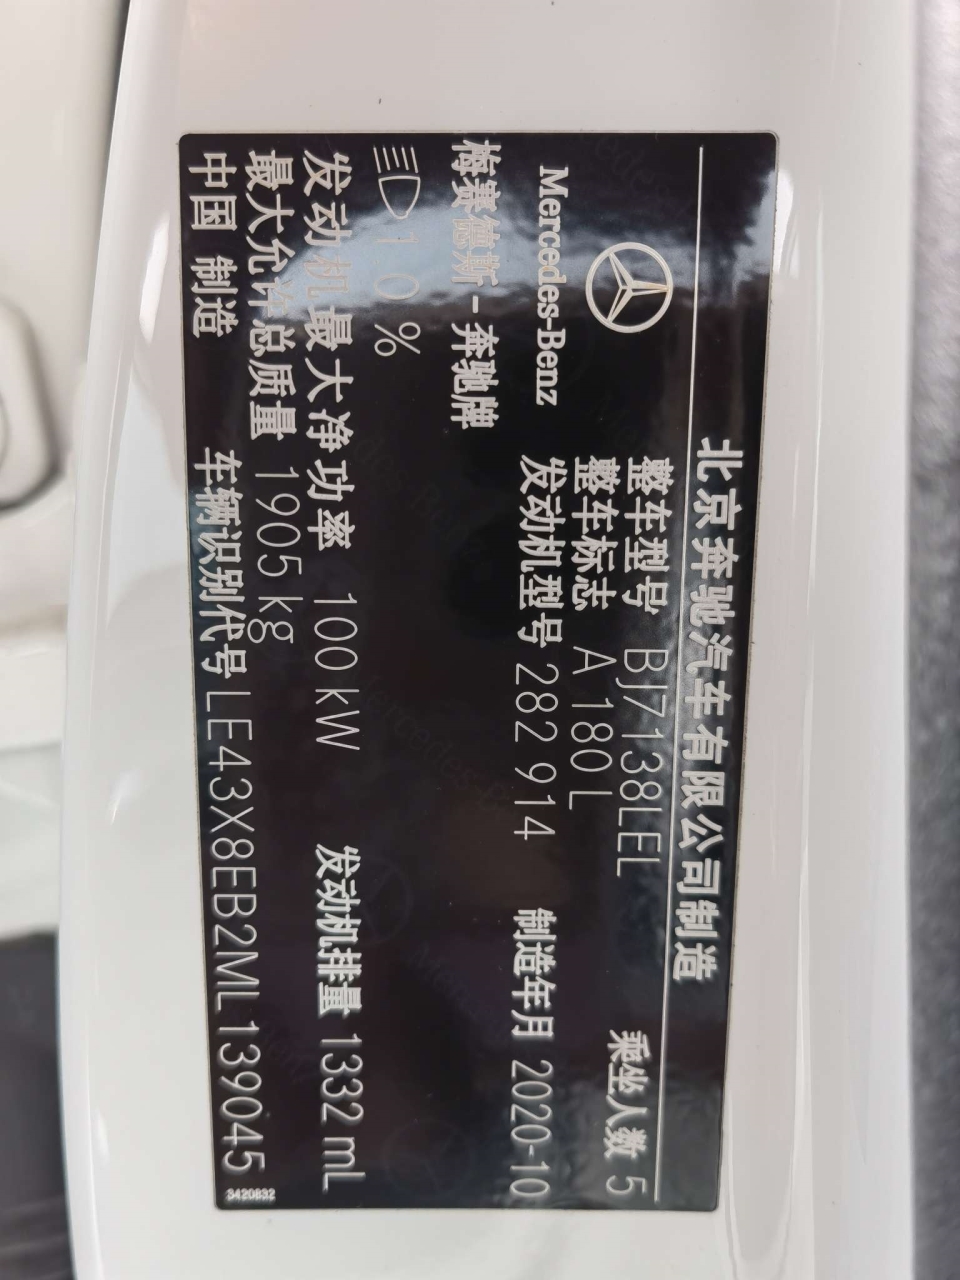 北京奔驰汽车有限公司制造
整车型号 BJ7138LEL 乘坐人数 5
整车标志 A 180 L
Mercedes-Benz 发动机型号 282 914 制造年月 2020-10
梅赛德斯-奔驰牌
10%
发动机最大净功率 100 kW 发动机排量 1332 mL
最大允许总质量 1905 kg
中国 制造 车辆识别代号 LE43X8EB2ML139045
3420832